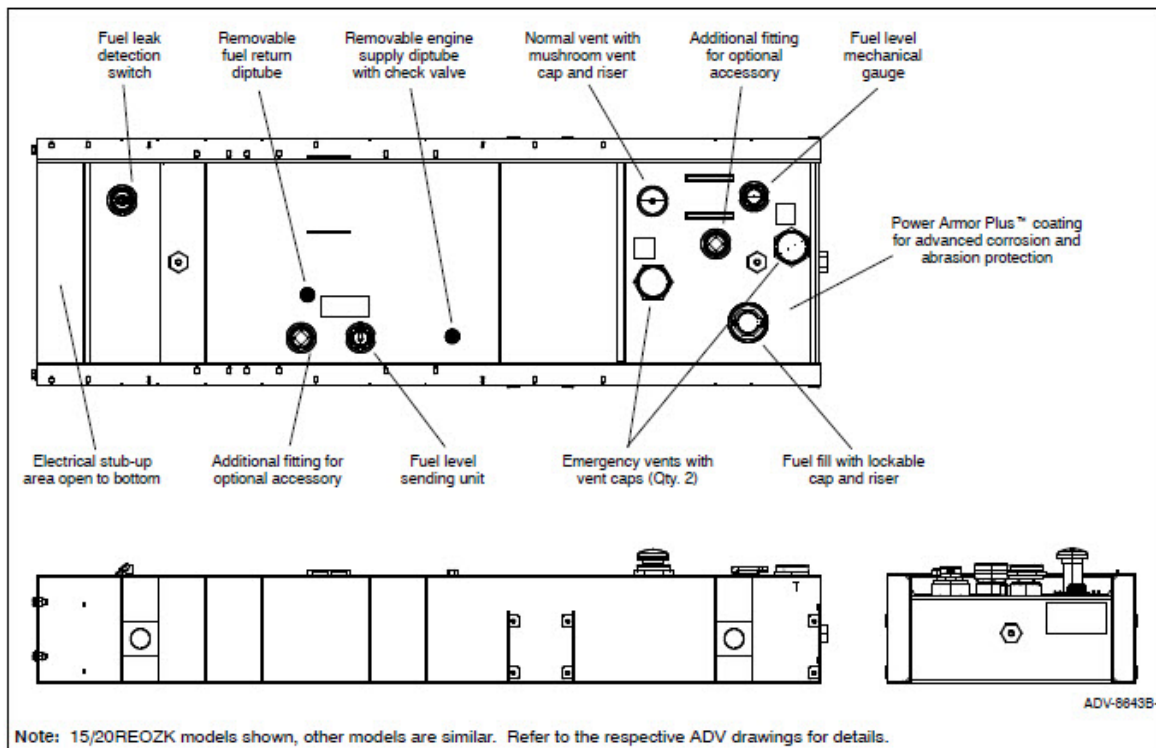 Fuel leak
detection
switch
Removable
fuel return
diptube
Removable engine
supply diptube
with check valve
Normal vent with
mushroom vent
cap and riser
Additional fitting
for optional
accessory
Fuel level
mechanical
gauge
Power Armor Plus™ coating
for advanced corrosion and
abrasion protection
Electrical stub-up
area open to bottom
Additional fitting for
optional accessory
Fuel level
sending unit
Emergency vents with
vent caps (Qty. 2)
Fuel fill with lockable
cap and riser
T
ADV-8643B-
Note: 15/20REOZK models shown, other models are similar. Refer to the respective ADV drawings for details.